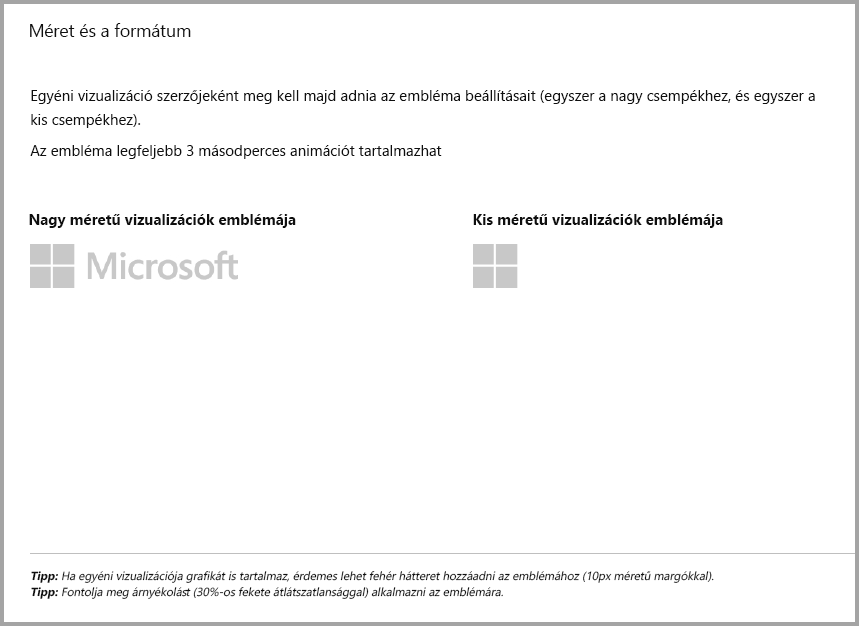 Méret és a formátum
Egyéni vizualizáció szerzőjeként meg kell majd adnia az embléma beállításait (egyszer a nagy csempékhez, és egyszer a
kis csempékhez).
Az embléma legfeljebb 3 másodperces animációt tartalmazhat
Nagy méretű vizualizációk emblémája
Kis méretű vizualizációk emblémája
Microsoft
Tipp: Ha egyéni vizualizációja grafikát is tartalmaz, érdemes lehet fehér hátteret hozzáadni az emblémához (10px méretű margókkal).
Tipp: Fontolja meg árnyékolást (30%-os fekete átlátszatlansággal) alkalmazni az emblémára.